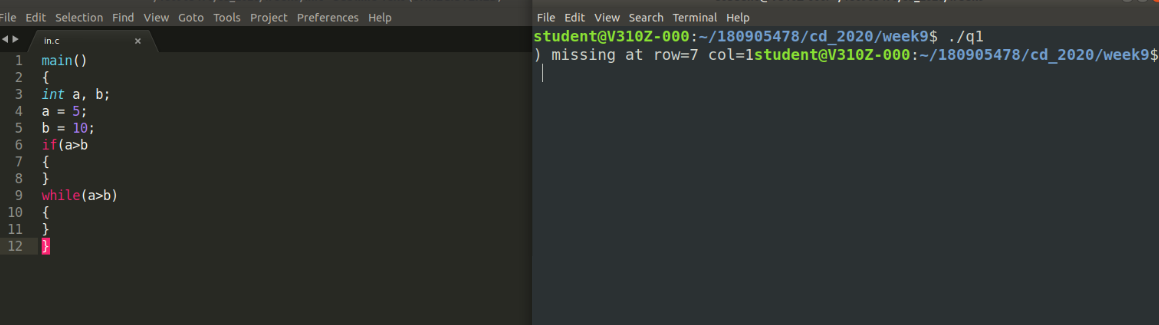 File Edit Selection Find View Goto Tools Project Preferences Help
in.c ×
1 main()
2 {
3 int a, b;
4 a = 5;
5 b = 10;
6 if(a>b
7 {
8 }
9 while(a>b)
10 {
11 }
12 }
File Edit View Search Terminal Help
student@V310Z-000:~/180905478/cd_2020/week9$ ./q1
) missing at row=7 col=1student@V310Z-000:~/180905478/cd_2020/week9$